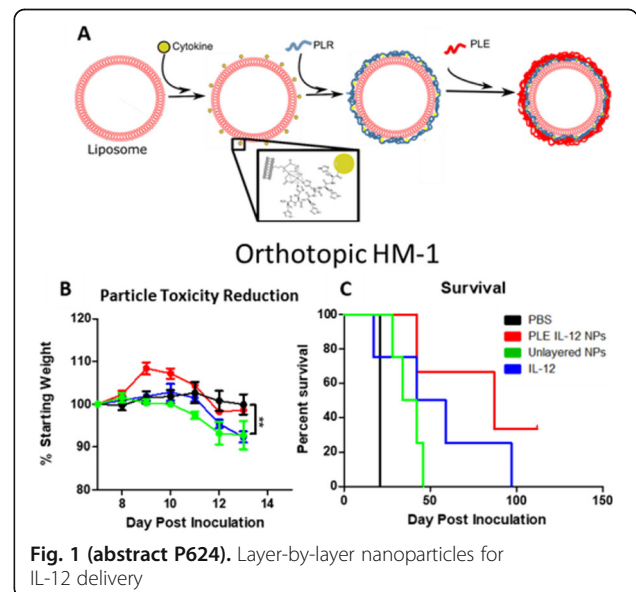 A
Cytokine
PLR
PLE
Liposome
Orthotopic HM-1
B Particle Toxicity Reduction
% Starting Weight
120
110
100
90
80
8 10 12 14 16
Day Post Inoculation
**
C Survival
Percent survival
100
80
60
40
20
0
0 50 100 150
Day Post Inoculation
PBS
PLE IL-12 NPs
Unlayered NPs
IL-12
Fig. 1 (abstract P624). Layer-by-layer nanoparticles for
IL-12 delivery